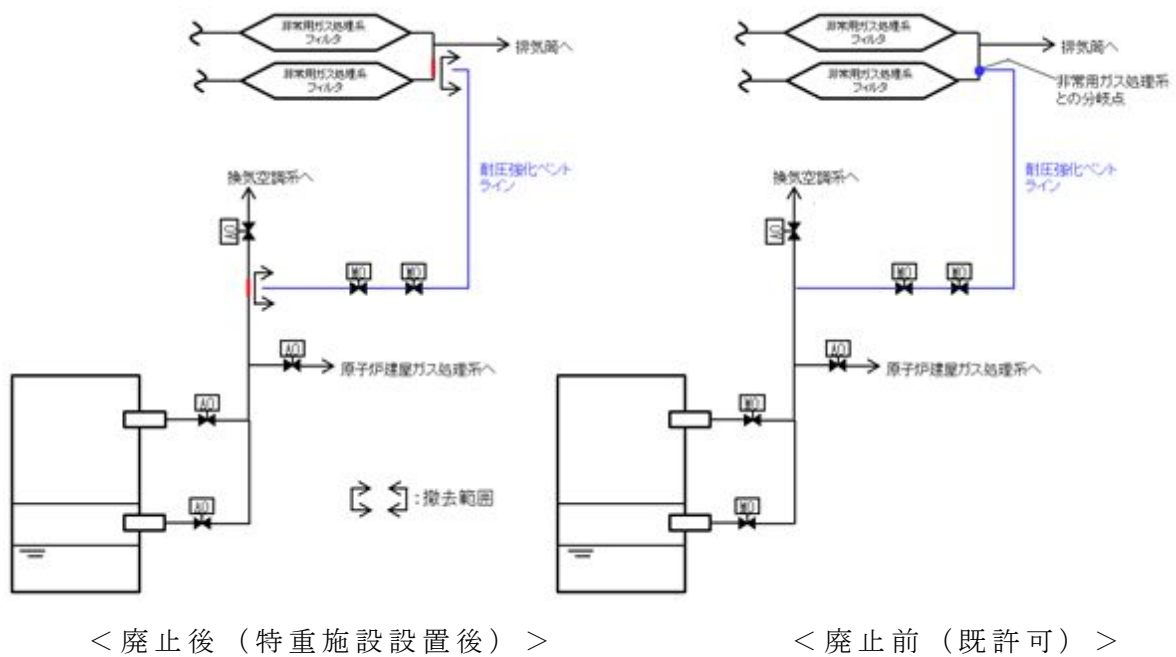 非常用ガス処理系
フィルタ
排気筒へ
非常用ガス処理系
フィルタ
耐圧強化ベント
ライン
換気空調系へ
AO
MO
MO
AO
原子炉建屋ガス処理系へ
AO
AO
:撤去範囲
<廃止後(特重施設設置後)>
非常用ガス処理系
フィルタ
排気筒へ
非常用ガス処理系
フィルタ
非常用ガス処理系
との分岐点
耐圧強化ベント
ライン
換気空調系へ
AO
MO
MO
AO
原子炉建屋ガス処理系へ
MO
MO
<廃止前(既許可)>